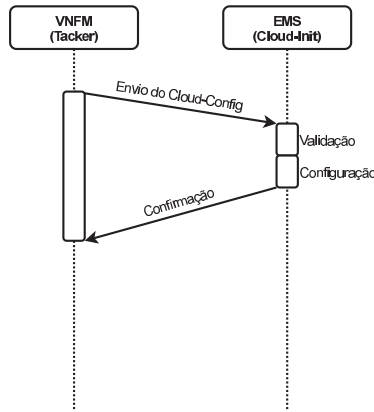 VNFM
(Tacker)
EMS
(Cloud-Init)
Envio do Cloud-Config
Validação
Configuração
Confirmação